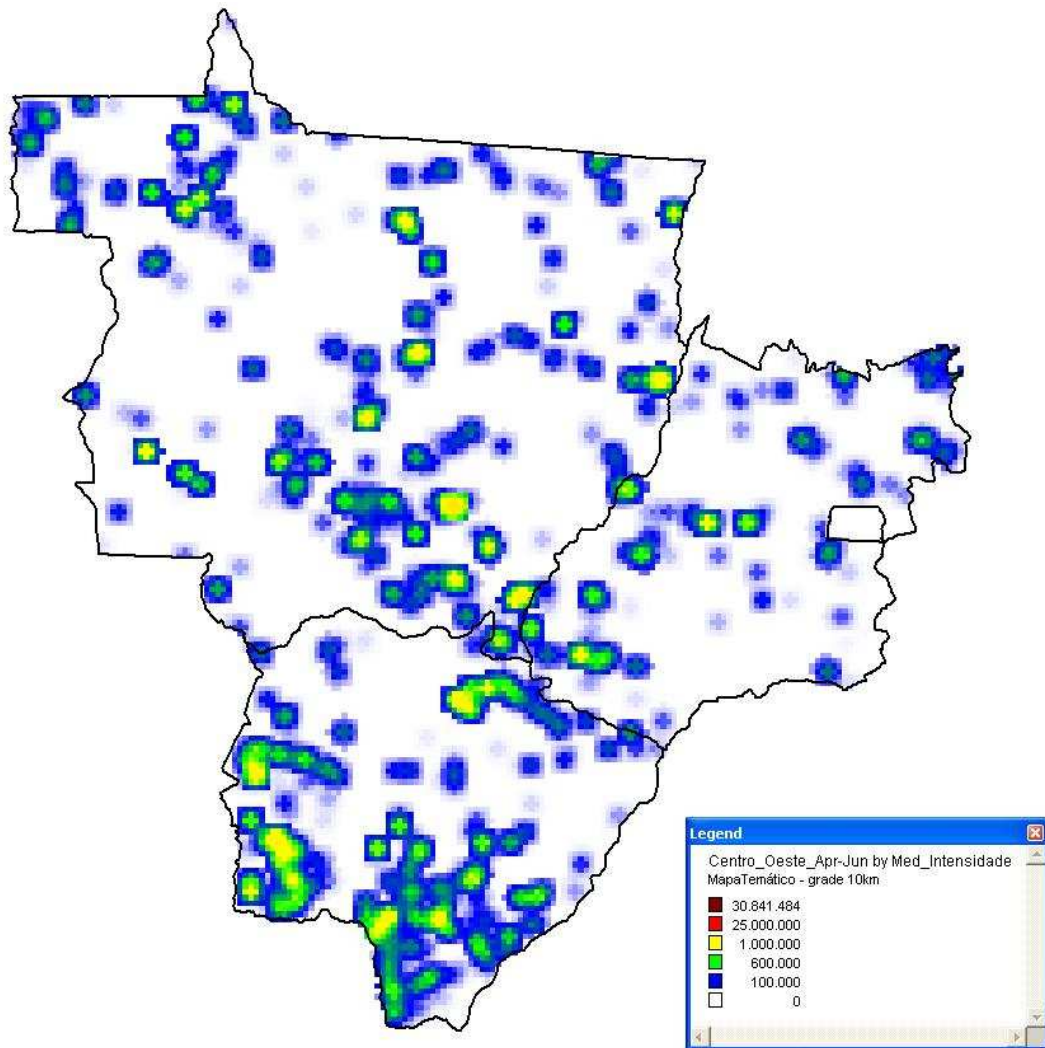 Legend
Centro_Oeste_Apr-Jun by Med_Intensidade
MapaTemático - grade 10km
30.841.484
25.000.000
1.000.000
600.000
100.000
0